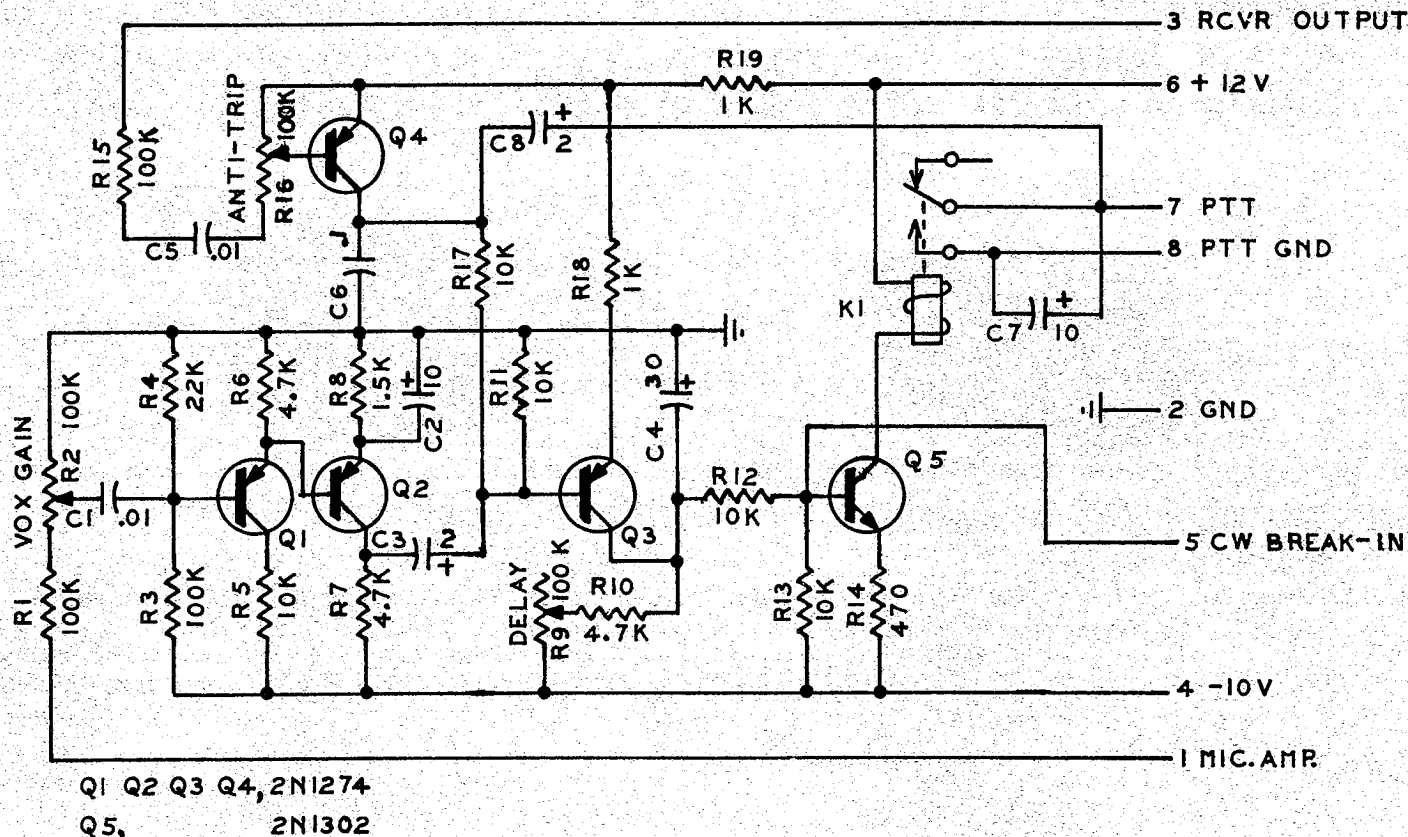 3 RCVR OUTPUT
R19
1K
6 +12V
ANTI-TRIP
100K
R16
Q4
C8
+
2
R15
100K
C5
.01
7 PTT
8 PTT GND
.1
C6
R17
10K
R18
1K
K1
C7
+
10
VOX GAIN
R2 100K
R4
22K
R6
4.7K
R8
1.5K
+
10
C2
R11
10K
30
+
C4
2 GND
C1
.01
Q1
Q2
Q3
R12
10K
Q5
5 CW BREAK-IN
C3
2
+
R1
100K
R3
100K
R5
10K
R7
4.7K
DELAY
R9 100K
R10
4.7K
R13
10K
R14
470
4 -10V
1 MIC. AMP.
Q1 Q2 Q3 Q4, 2N1274
Q5, 2N1302